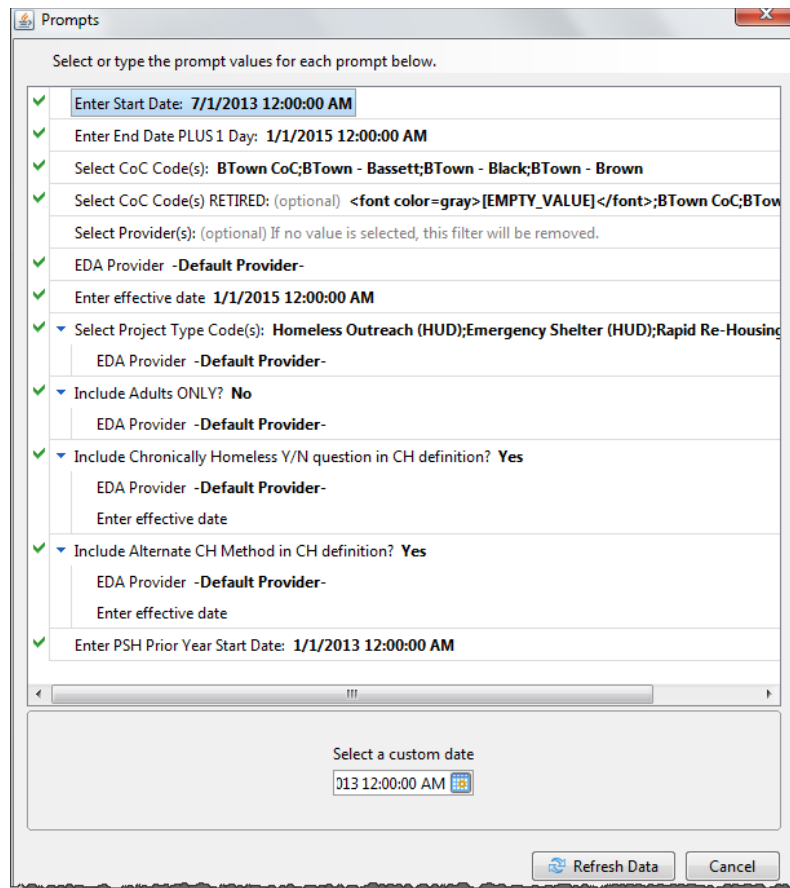 Prompts
Select or type the prompt values for each prompt below.
Enter Start Date: 7/1/2013 12:00:00 AM
Enter End Date PLUS 1 Day: 1/1/2015 12:00:00 AM
Select CoC Code(s): BTown CoC;BTown - Bassett;BTown - Black;BTown - Brown
Select CoC Code(s) RETIRED: (optional) <font color=gray>[EMPTY_VALUE]</font>;BTown CoC;BTow
Select Provider(s): (optional) If no value is selected, this filter will be removed.
EDA Provider -Default Provider-
Enter effective date 1/1/2015 12:00:00 AM
Select Project Type Code(s): Homeless Outreach (HUD);Emergency Shelter (HUD);Rapid Re-Housing
EDA Provider -Default Provider-
Include Adults ONLY? No
EDA Provider -Default Provider-
Include Chronically Homeless Y/N question in CH definition? Yes
EDA Provider -Default Provider-
Enter effective date
Include Alternate CH Method in CH definition? Yes
EDA Provider -Default Provider-
Enter effective date
Enter PSH Prior Year Start Date: 1/1/2013 12:00:00 AM
Select a custom date
013 12:00:00 AM
Refresh Data Cancel